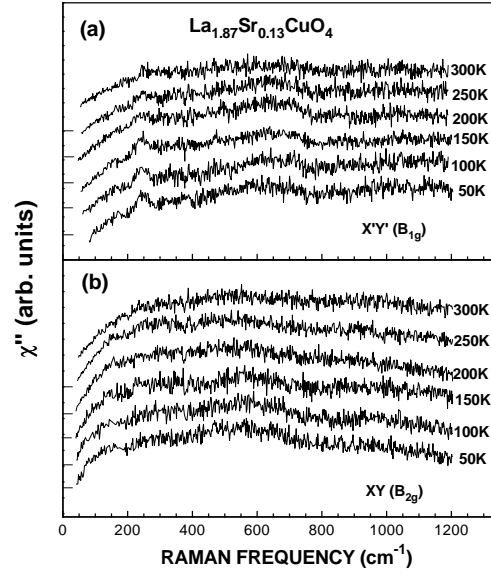 La₁.₈₇Sr₀.₁₃CuO₄
(a)
300K
250K
200K
150K
100K
50K
X'Y' (B₁g)
χ'' (arb. units)
(b)
300K
250K
200K
150K
100K
50K
XY (B₂g)
0 200 400 600 800 1000 1200
RAMAN FREQUENCY (cm⁻¹)